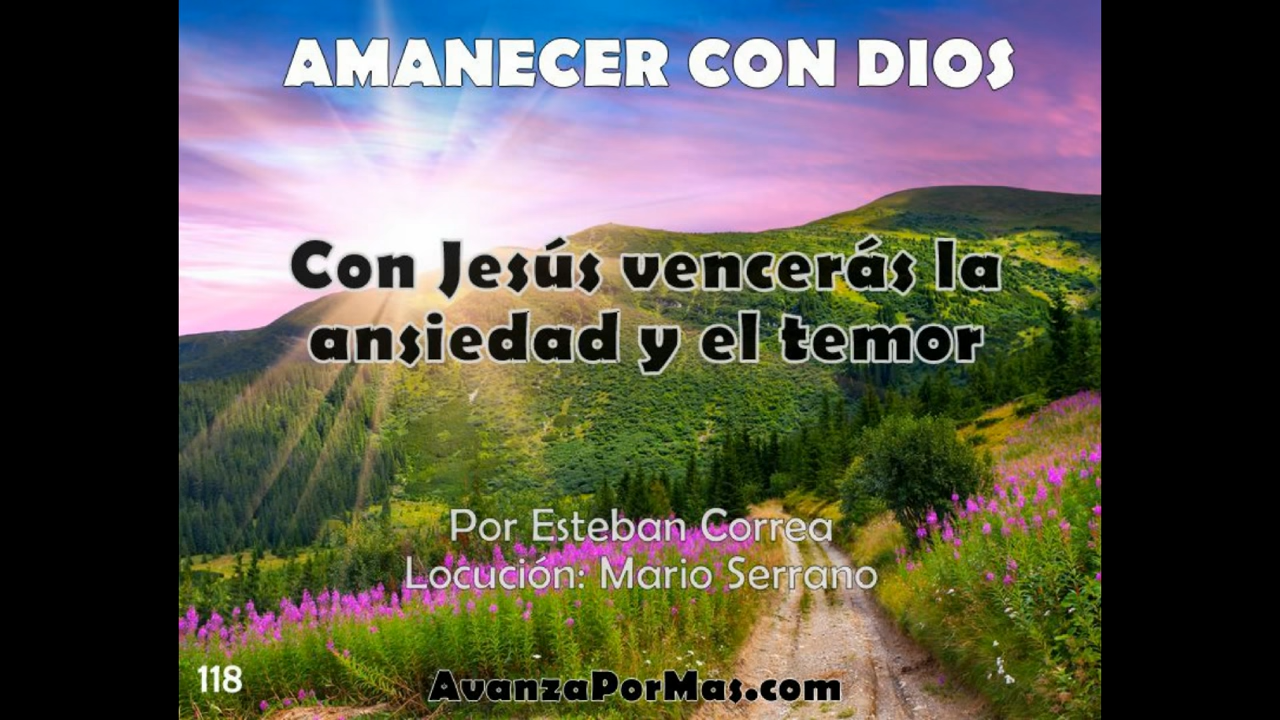 AMANECER CON DIOS
Con Jesús vencerás la
ansiedad y el temor
Por Esteban Correa
Locución: Mario Serrano
118
AvanzaPorMas.com